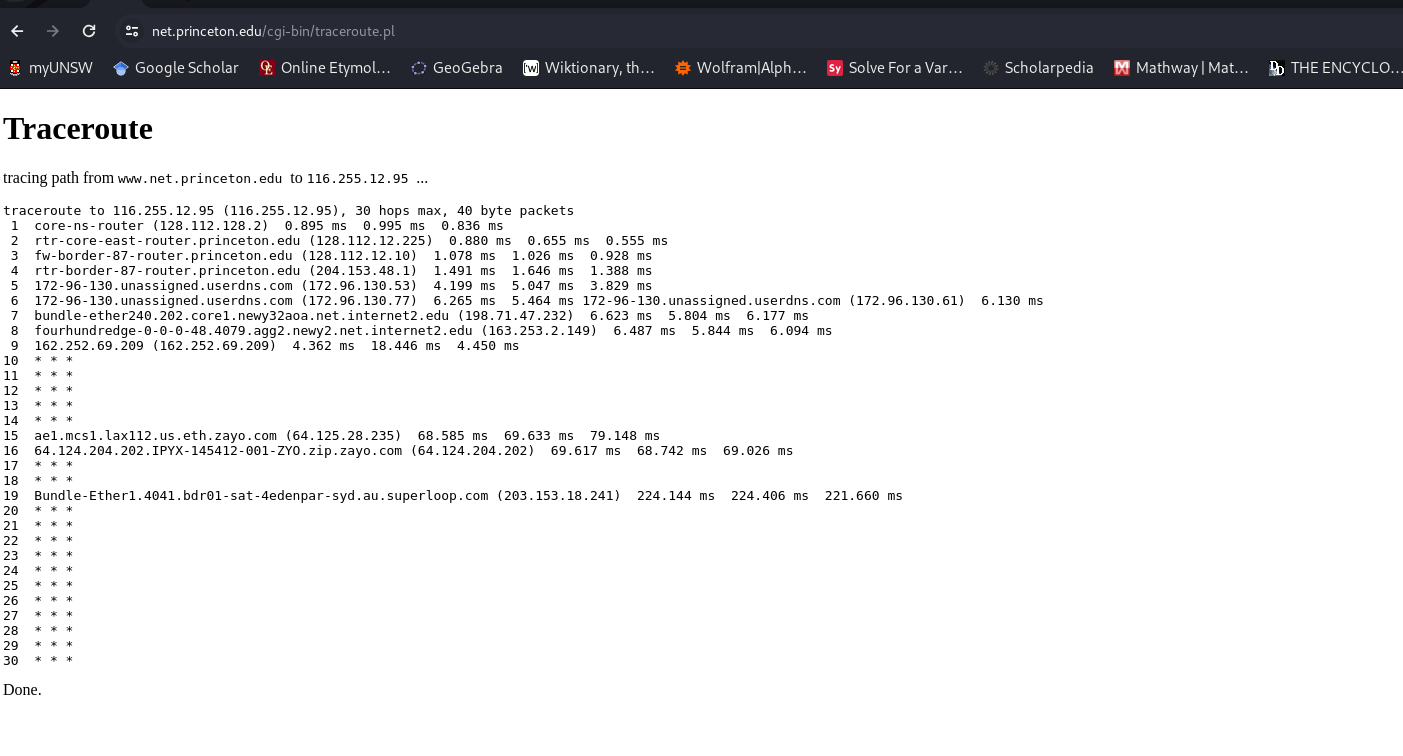 net.princeton.edu/cgi-bin/traceroute.pl
myUNSW Google Scholar OE Online Etymol... GeoGebra 'W Wiktionary, th... Wolfram|Alph... Sy Solve For a Var... Scholarpedia M Mathway | Mat... DD THE ENCYCLO...
Traceroute
tracing path from www.net.princeton.edu to 116.255.12.95 ...
traceroute to 116.255.12.95 (116.255.12.95), 30 hops max, 40 byte packets
1 core-ns-router (128.112.128.2) 0.895 ms 0.995 ms 0.836 ms
2 rtr-core-east-router.princeton.edu (128.112.12.225) 0.880 ms 0.655 ms 0.555 ms
3 fw-border-87-router.princeton.edu (128.112.12.10) 1.078 ms 1.026 ms 0.928 ms
4 rtr-border-87-router.princeton.edu (204.153.48.1) 1.491 ms 1.646 ms 1.388 ms
5 172-96-130.unassigned.userdns.com (172.96.130.53) 4.199 ms 5.047 ms 3.829 ms
6 172-96-130.unassigned.userdns.com (172.96.130.77) 6.265 ms 5.464 ms 172-96-130.unassigned.userdns.com (172.96.130.61) 6.130 ms
7 bundle-ether240.202.core1.newy32aoa.net.internet2.edu (198.71.47.232) 6.623 ms 5.804 ms 6.177 ms
8 fourhundredge-0-0-0-48.4079.agg2.newy2.net.internet2.edu (163.253.2.149) 6.487 ms 5.844 ms 6.094 ms
9 162.252.69.209 (162.252.69.209) 4.362 ms 18.446 ms 4.450 ms
10 * * *
11 * * *
12 * * *
13 * * *
14 * * *
15 ae1.mcs1.lax112.us.eth.zayo.com (64.125.28.235) 68.585 ms 69.633 ms 79.148 ms
16 64.124.204.202.IPYX-145412-001-ZYO.zip.zayo.com (64.124.204.202) 69.617 ms 68.742 ms 69.026 ms
17 * * *
18 * * *
19 Bundle-Ether1.4041.bdr01-sat-4edenpar-syd.au.superloop.com (203.153.18.241) 224.144 ms 224.406 ms 221.660 ms
20 * * *
21 * * *
22 * * *
23 * * *
24 * * *
25 * * *
26 * * *
27 * * *
28 * * *
29 * * *
30 * * *
Done.